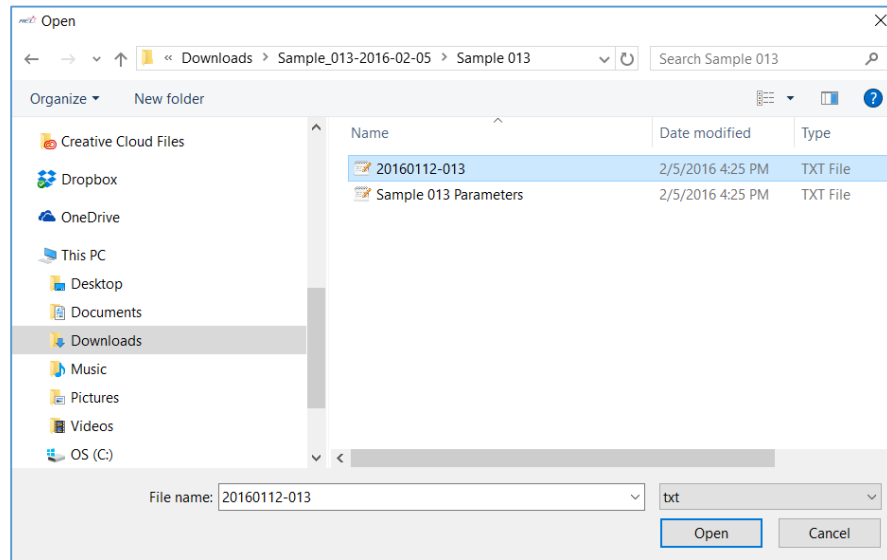 Open
« Downloads > Sample_013-2016-02-05 > Sample 013
Search Sample 013
Organize
New folder
?
Creative Cloud Files
Dropbox
OneDrive
This PC
Desktop
Documents
Downloads
Music
Pictures
Videos
OS (C:)
Name Date modified Type
20160112-013 2/5/2016 4:25 PM TXT File
Sample 013 Parameters 2/5/2016 4:25 PM TXT File
File name: 20160112-013 txt
Open Cancel